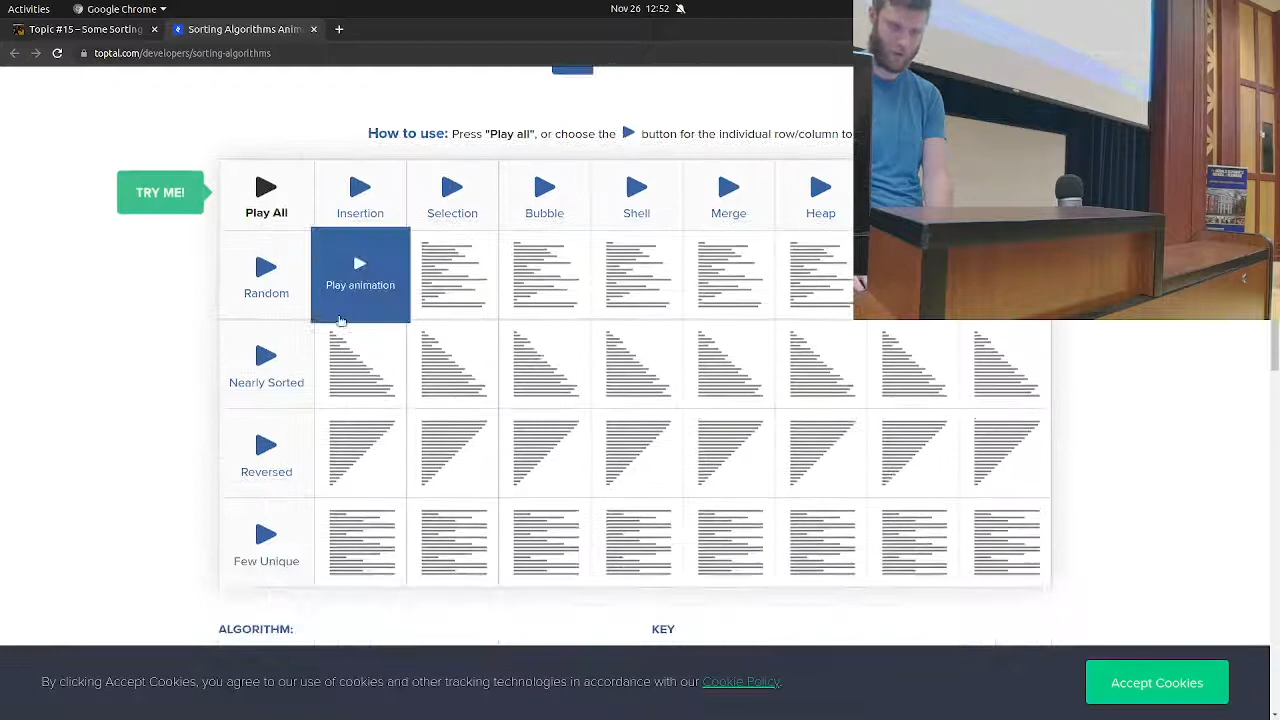 Activities
Google Chrome
Nov 26 12:52
Topic #15 – Some Sorting
Sorting Algorithms Anim
toptal.com/developers/sorting-algorithms
How to use: Press "Play all", or choose the button for the individual row/column to
TRY ME!
Play All
Insertion
Selection
Bubble
Shell
Merge
Heap
Random
Play animation
Nearly Sorted
Reversed
Few Unique
ALGORITHM:
KEY
By clicking Accept Cookies, you agree to our use of cookies and other tracking technologies in accordance with our Cookie Policy.
Accept Cookies